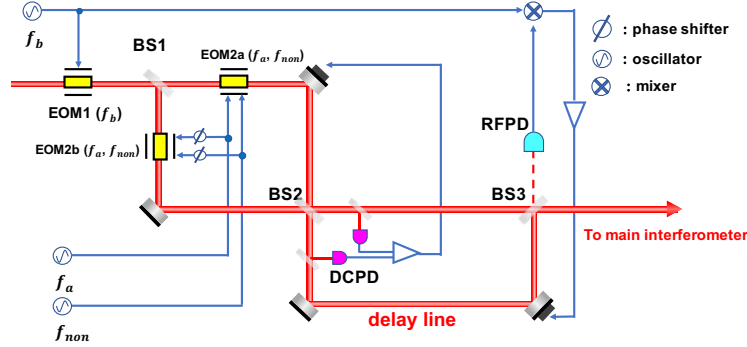 f_b
BS1
EOM2a (f_a, f_non)
: phase shifter
: oscillator
: mixer
EOM1 (f_b)
RFPD
EOM2b (f_a, f_non)
BS2
BS3
To main interferometer
DCPD
f_a
delay line
f_non